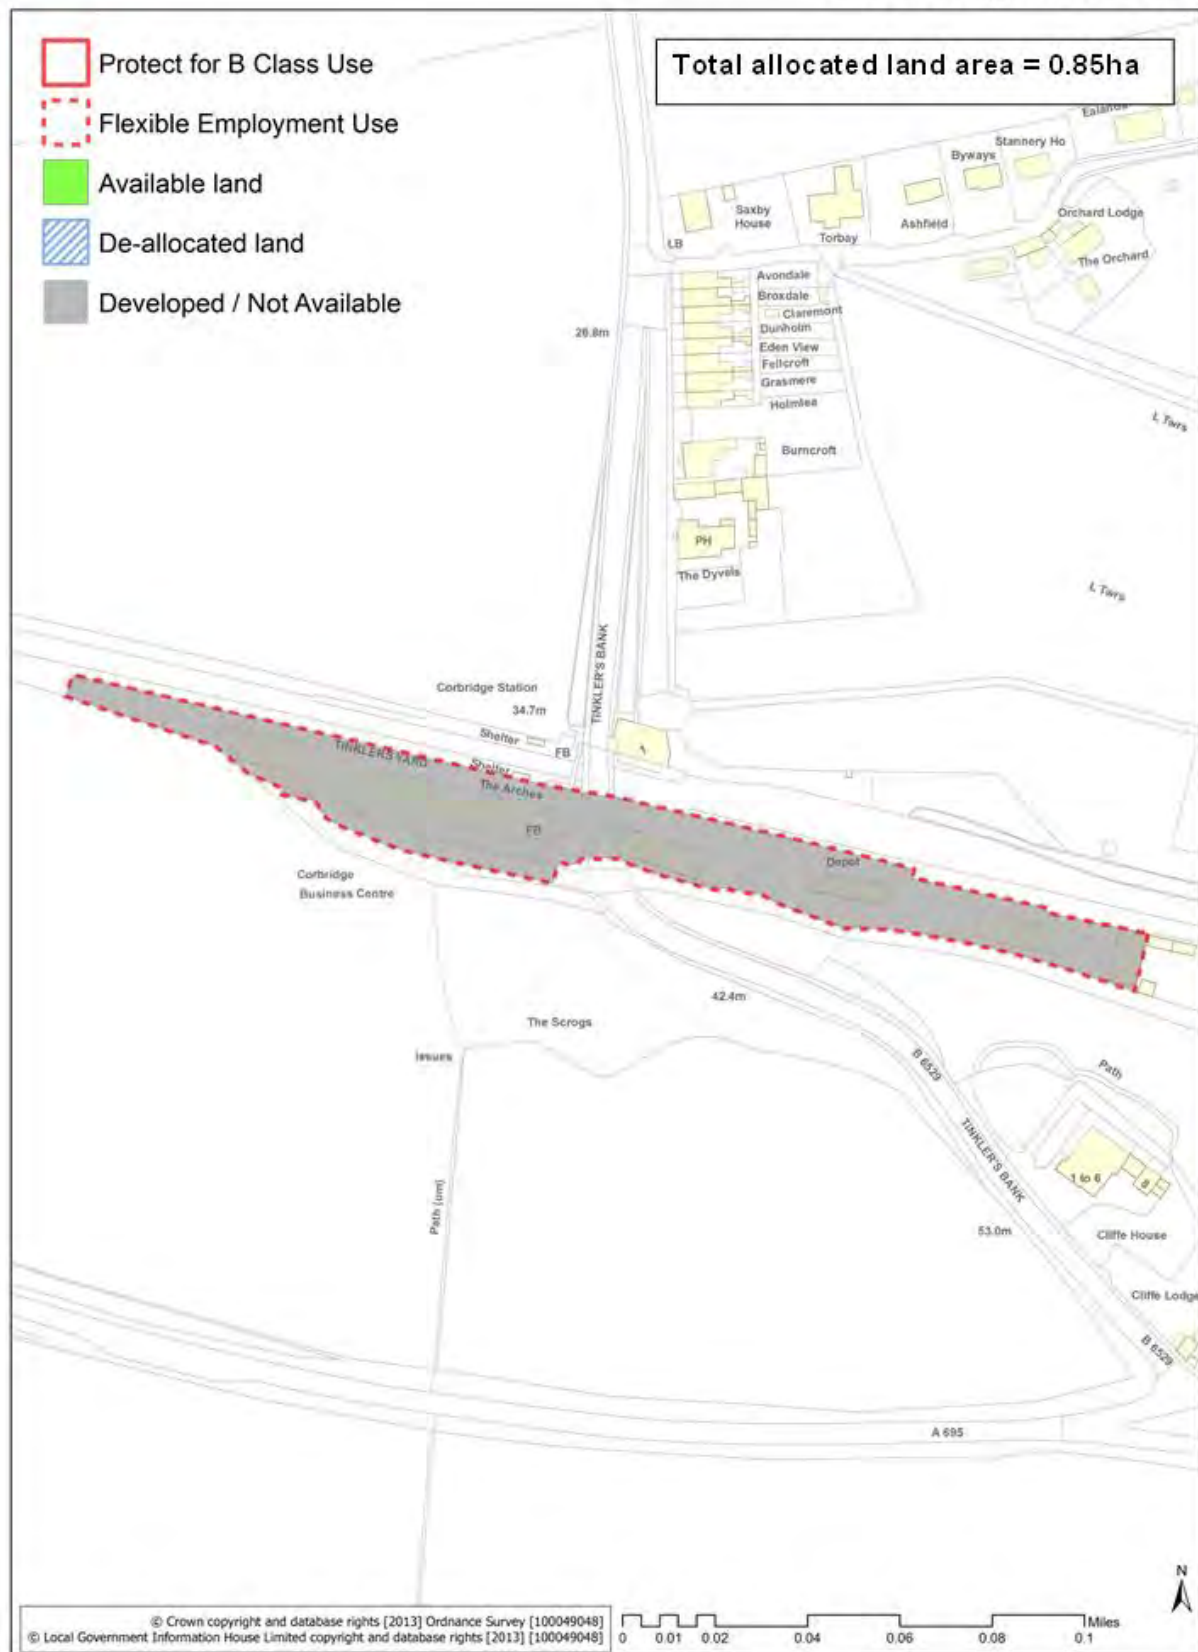 Protect for B Class Use
Flexible Employment Use
Available land
De-allocated land
Developed / Not Available
Total allocated land area = 0.85ha
Ealands
Stannery Ho
Byways
Saxby
House
Torbay
Ashfield
Orchard Lodge
The Orchard
LB
Avondale
Broxdale
Claremont
Dunholm
Eden View
Fellcroft
Grasmere
Holmlea
26.8m
L Twrs
Burncroft
PH
The Dyvels
L Twrs
TINKLER'S BANK
Corbridge Station
34.7m
Shelter
FB
1
TINKLERS YARD
Shelter
The Arches
FB
Depot
Corbridge
Business Centre
42.4m
The Scrogs
Issues
B 6529
Path
TINKLER'S BANK
1 to 6
8
Path (um)
53.0m
Cliffe House
Cliffe Lodge
B 6529
A 695
N
© Crown copyright and database rights [2013] Ordnance Survey [100049048]
© Local Government Information House Limited copyright and database rights [2013] [100049048]
Miles
0 0.01 0.02 0.04 0.06 0.08 0.1